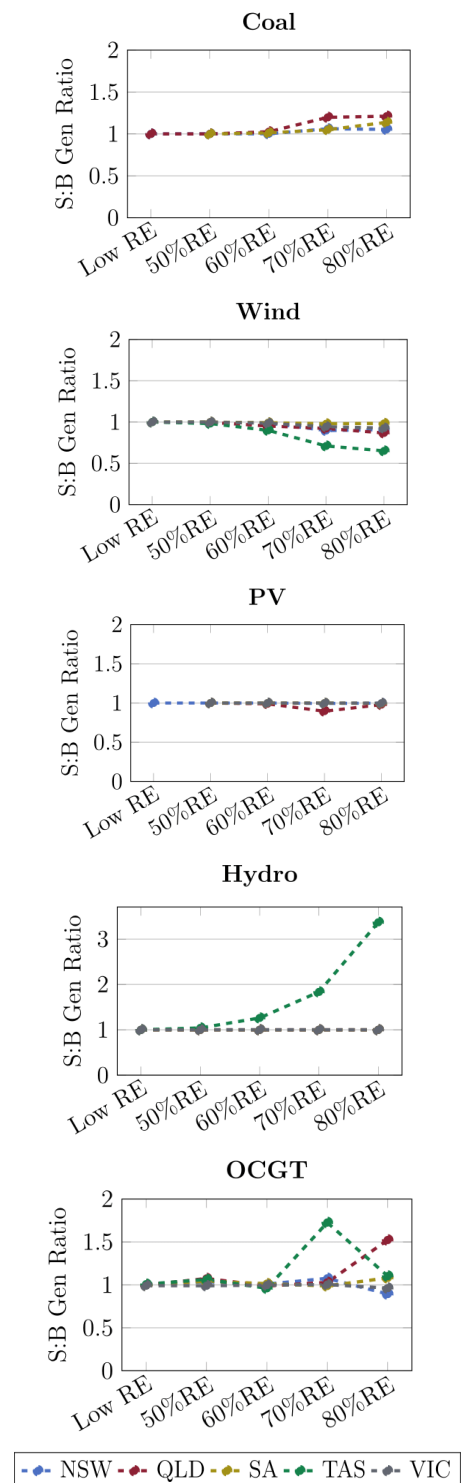 Coal
2
1.5
1
0.5
0
S:B Gen Ratio
Low RE 50%RE 60%RE 70%RE 80%RE
Wind
2
1.5
1
0.5
0
S:B Gen Ratio
Low RE 50%RE 60%RE 70%RE 80%RE
PV
2
1.5
1
0.5
0
S:B Gen Ratio
Low RE 50%RE 60%RE 70%RE 80%RE
Hydro
3
2
1
0
S:B Gen Ratio
Low RE 50%RE 60%RE 70%RE 80%RE
OCGT
2
1.5
1
0.5
0
S:B Gen Ratio
Low RE 50%RE 60%RE 70%RE 80%RE
NSW QLD SA TAS VIC